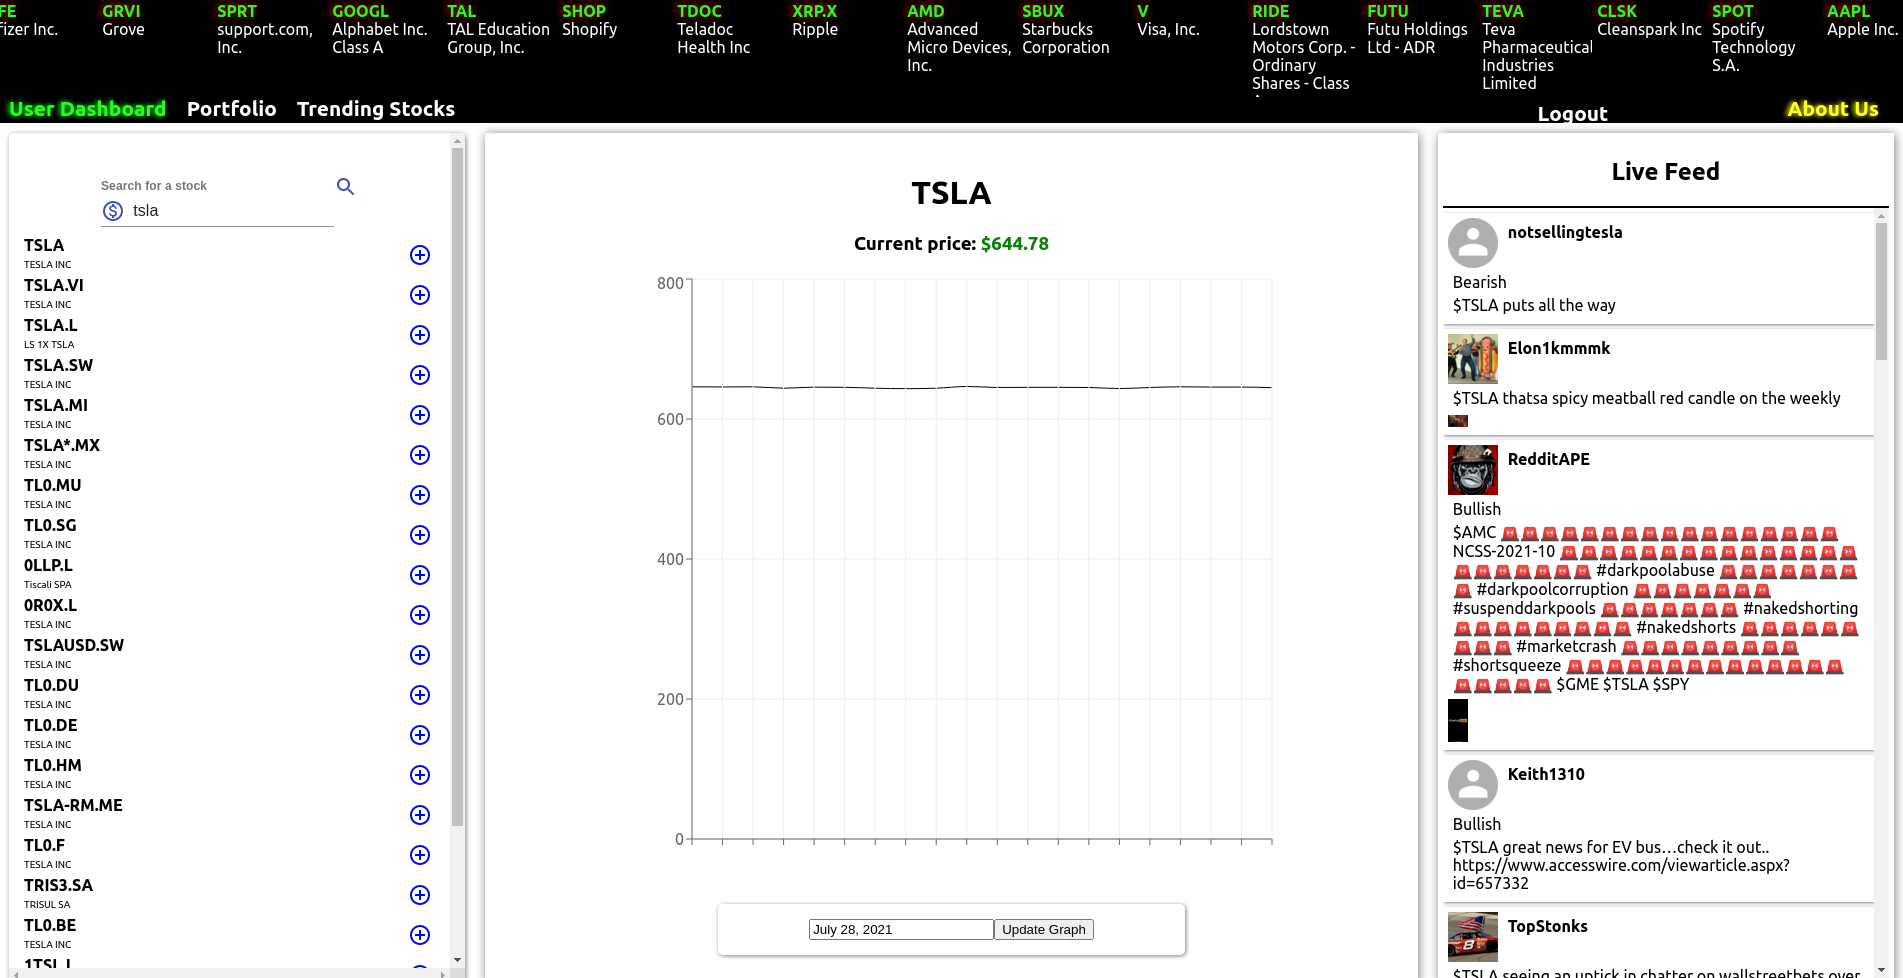 FE
fizer Inc.
GRVI
Grove
SPRT
support.com,
Inc.
GOOGL
Alphabet Inc.
Class A
TAL
TAL Education
Group, Inc.
SHOP
Shopify
TDOC
Teladoc
Health Inc
XRP.X
Ripple
AMD
Advanced
Micro Devices,
Inc.
SBUX
Starbucks
Corporation
V
Visa, Inc.
RIDE
Lordstown
Motors Corp. -
Ordinary
Shares - Class
FUTU
Futu Holdings
Ltd - ADR
TEVA
Teva
Pharmaceutical
Industries
Limited
CLSK
Cleanspark Inc
SPOT
Spotify
Technology
S.A.
AAPL
Apple Inc.
User Dashboard
Portfolio
Trending Stocks
Logout
About Us
Search for a stock
tsla
TSLA
TESLA INC
TSLA.VI
TESLA INC
TSLA.L
LS 1X TSLA
TSLA.SW
TESLA INC
TSLA.MI
TESLA INC
TSLA*.MX
TESLA INC
TL0.MU
TESLA INC
TL0.SG
TESLA INC
0LLP.L
Tiscali SPA
0R0X.L
TESLA INC
TSLAUSD.SW
TESLA INC
TL0.DU
TESLA INC
TL0.DE
TESLA INC
TL0.HM
TESLA INC
TSLA-RM.ME
TESLA INC
TL0.F
TESLA INC
TRIS3.SA
TRISUL SA
TL0.BE
TESLA INC
1TSL.L
TSLA
Current price: $644.78
800
600
400
200
0
July 28, 2021
Update Graph
Live Feed
notsellingtesla
Bearish
$TSLA puts all the way
Elon1kmmmk
$TSLA thatsa spicy meatball red candle on the weekly
RedditAPE
Bullish
$AMC 🚨🚨🚨🚨🚨🚨🚨🚨🚨🚨🚨🚨🚨🚨🚨🚨🚨
NCSS-2021-10 🚨🚨🚨🚨🚨🚨🚨🚨🚨🚨🚨🚨🚨🚨🚨
🚨🚨🚨🚨🚨🚨🚨 #darkpoolabuse 🚨🚨🚨🚨🚨🚨🚨
🚨 #darkpoolcorruption 🚨🚨🚨🚨🚨🚨🚨
#suspenddarkpools 🚨🚨🚨🚨🚨🚨🚨 #nakedshorting
🚨🚨🚨🚨🚨🚨🚨🚨🚨 #nakedshorts 🚨🚨🚨🚨🚨🚨
🚨🚨🚨 #marketcrash 🚨🚨🚨🚨🚨🚨🚨🚨🚨
#shortsqueeze 🚨🚨🚨🚨🚨🚨🚨🚨🚨🚨🚨🚨🚨🚨
🚨🚨🚨🚨🚨 $GME $TSLA $SPY
Keith1310
Bullish
$TSLA great news for EV bus…check it out..
https://www.accesswire.com/viewarticle.aspx?
id=657332
TopStonks
$TSLA seeing an uptick in chatter on wallstreetbets over